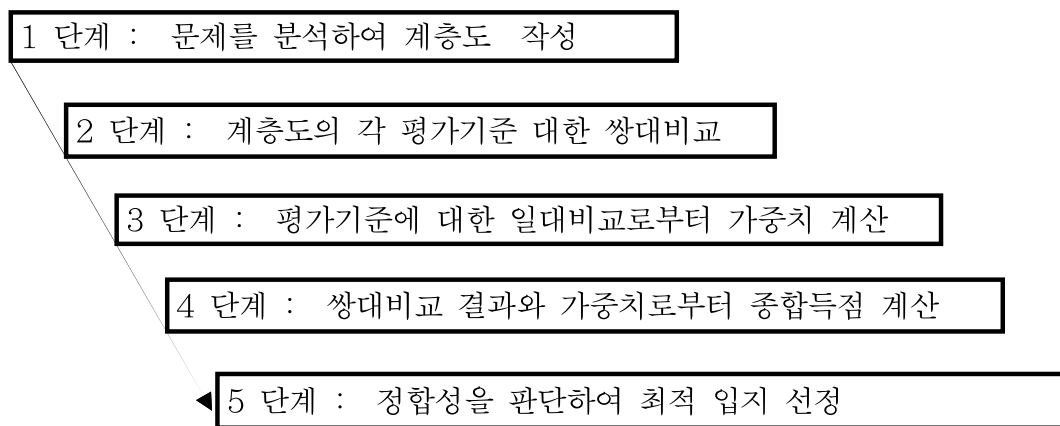 1 단계 : 문제를 분석하여 계층도 작성
2 단계 : 계층도의 각 평가기준 대한 쌍대비교
3 단계 : 평가기준에 대한 일대비교로부터 가중치 계산
4 단계 : 쌍대비교 결과와 가중치로부터 종합득점 계산
5 단계 : 정합성을 판단하여 최적 입지 선정